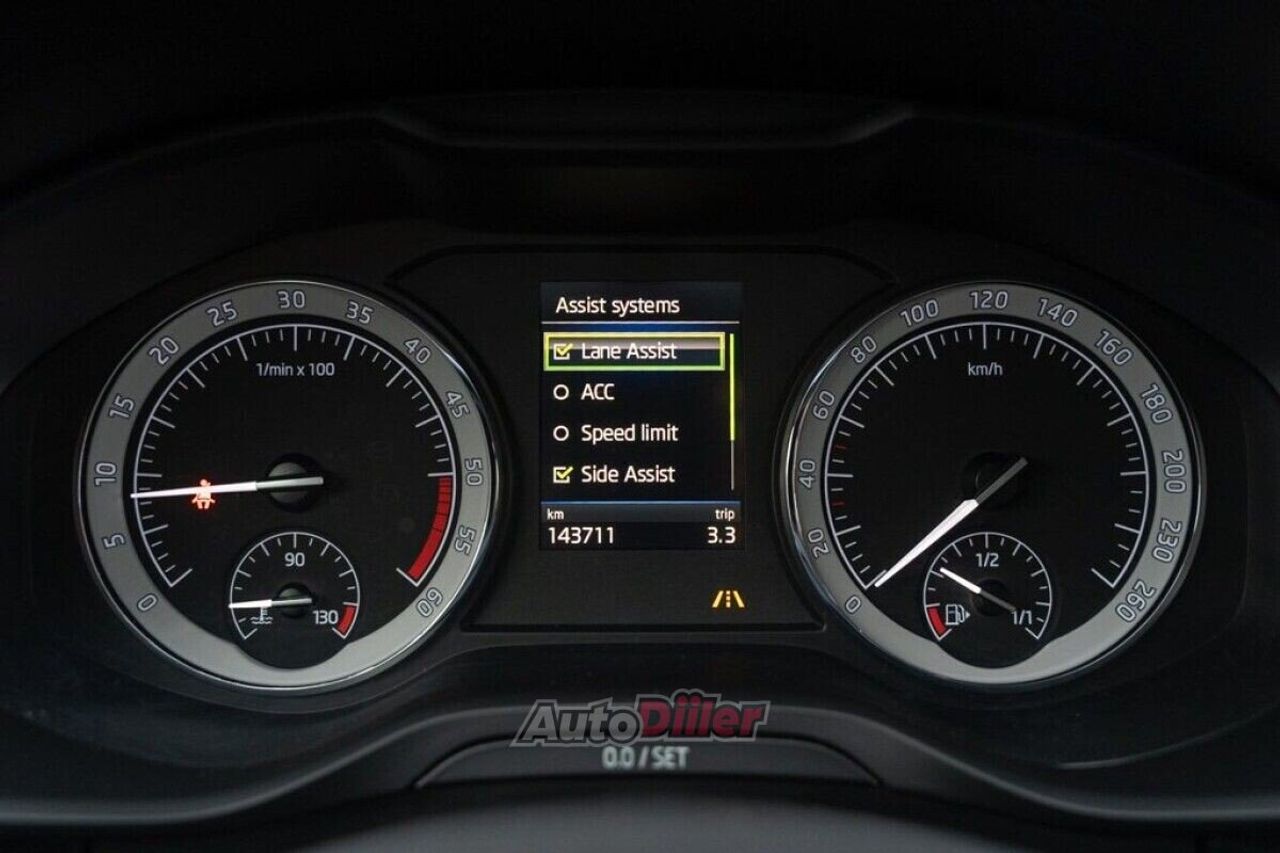 0 5 10 15 20 25 30 35 40 45 50 55 60
1/min x 100
90
130
Assist systems
Lane Assist
ACC
Speed limit
Side Assist
km trip
143711 3.3
0 20 40 60 80 100 120 140 160 180 200 230 260
km/h
1/2
1/1
AutoDiiler
0.0 / SET